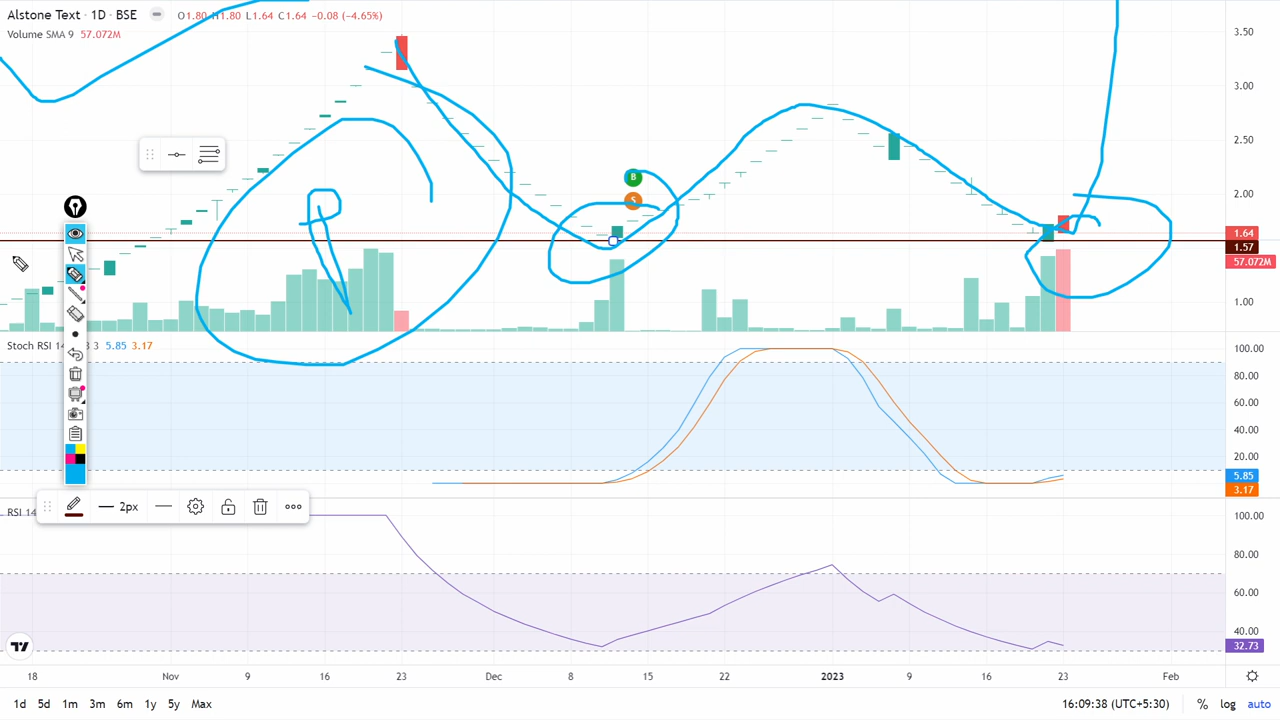 Alstone Text · 1D · BSE
O1.80 H1.80 L1.64 C1.64 −0.08 (−4.65%)
Volume SMA 9 57.072M
3.50
3.00
2.50
B
2.00
S
1.64
1.57
57.072M
1.00
Stoch RSI 14 3 3 5.85 3.17
100.00
80.00
60.00
40.00
20.00
5.85
3.17
2px
RSI 14
100.00
80.00
60.00
40.00
32.73
18 Nov 9 16 23 Dec 8 15 22 2023 9 16 23 Feb
1d 5d 1m 3m 6m 1y 5y Max
16:09:38 (UTC+5:30) % log auto